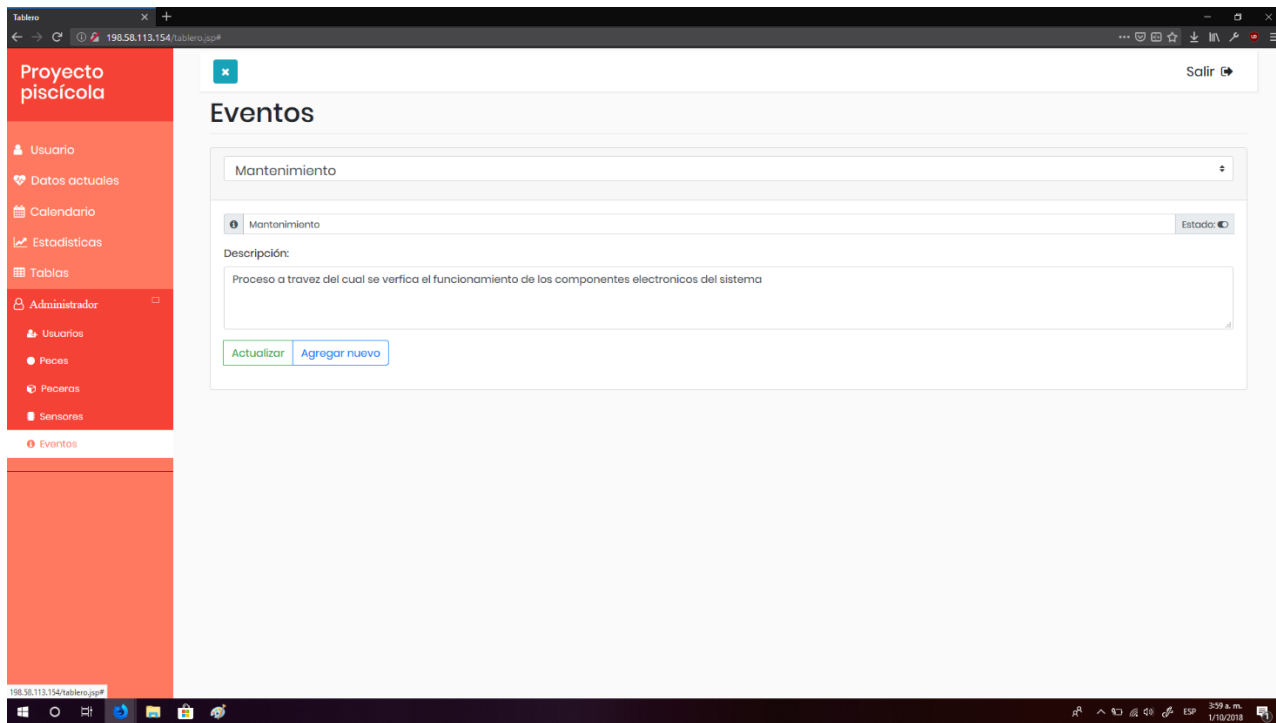 Tablero
198.58.113.154/tablero.jsp#
Proyecto
piscícola
Salir
Eventos
Usuario
Datos actuales
Calendario
Estadisticas
Tablas
Administrador
Usuarios
Peces
Peceras
Sensores
Eventos
Mantenimiento
Mantenimiento
Estado:
Descripción:
Proceso a travez del cual se verfica el funcionamiento de los componentes electronicos del sistema
Actualizar
Agregar nuevo
198.58.113.154/tablero.jsp#
ESP
3:59 a. m.
1/10/2018